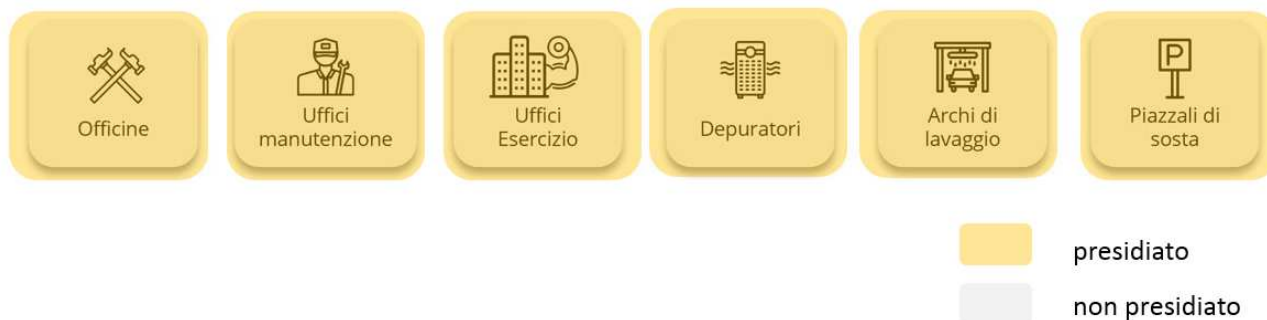 Officine
Uffici
manutenzione
Uffici
Esercizio
Depuratori
Archi di
lavaggio
P
Piazzali di
sosta
presidiato
non presidiato